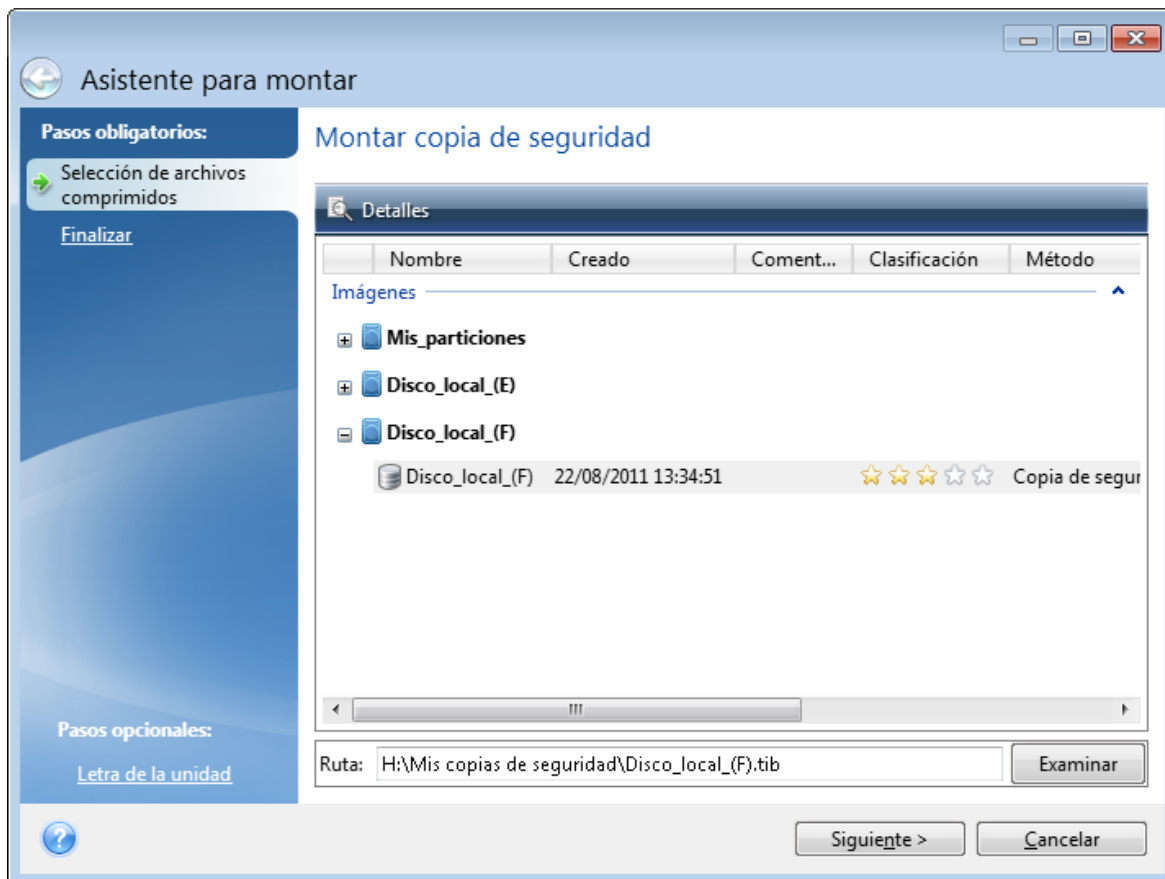 Asistente para montar
Pasos obligatorios:
Selección de archivos
comprimidos
Finalizar
Pasos opcionales:
Letra de la unidad
Montar copia de seguridad
Detalles
Nombre Creado Coment... Clasificación Método
Imágenes
Mis_particiones
Disco_local_(E)
Disco_local_(F)
Disco_local_(F) 22/08/2011 13:34:51 Copia de segur
Ruta: H:\Mis copias de seguridad\Disco_local_(F).tib Examinar
Siguiente > Cancelar